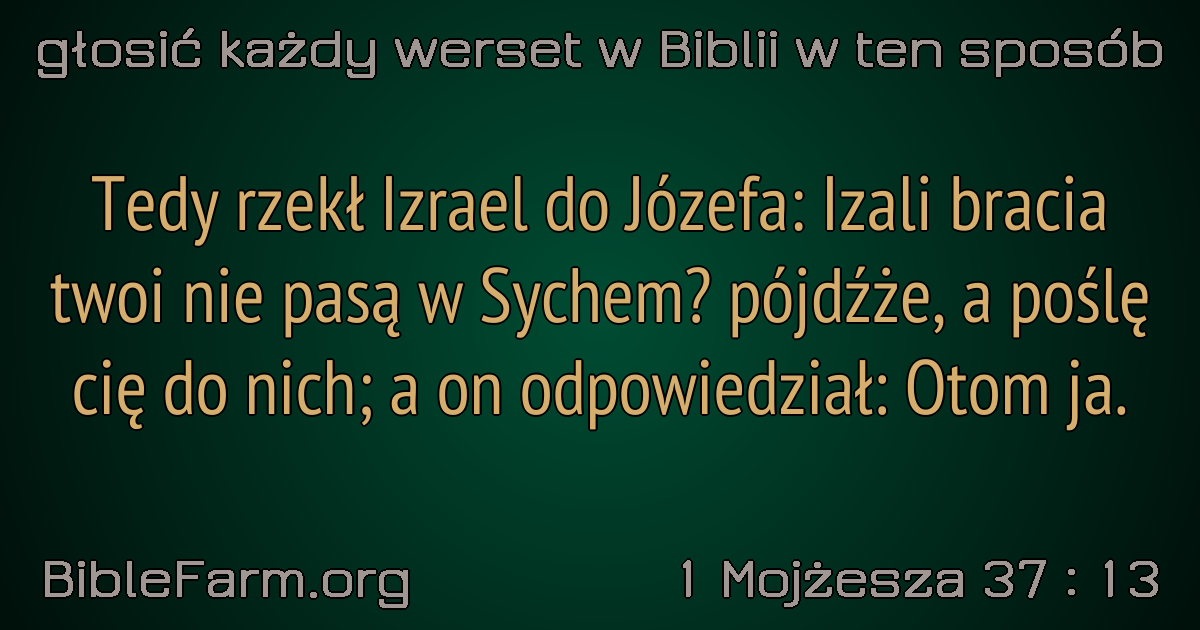 głosić każdy werset w Biblii w ten sposób
Tedy rzekł Izrael do Józefa: Izali bracia
twoi nie pasą w Sychem? pójdźże, a poślę
cię do nich; a on odpowiedział: Otom ja.
BibleFarm.org
1 Mojżesza 37 : 13